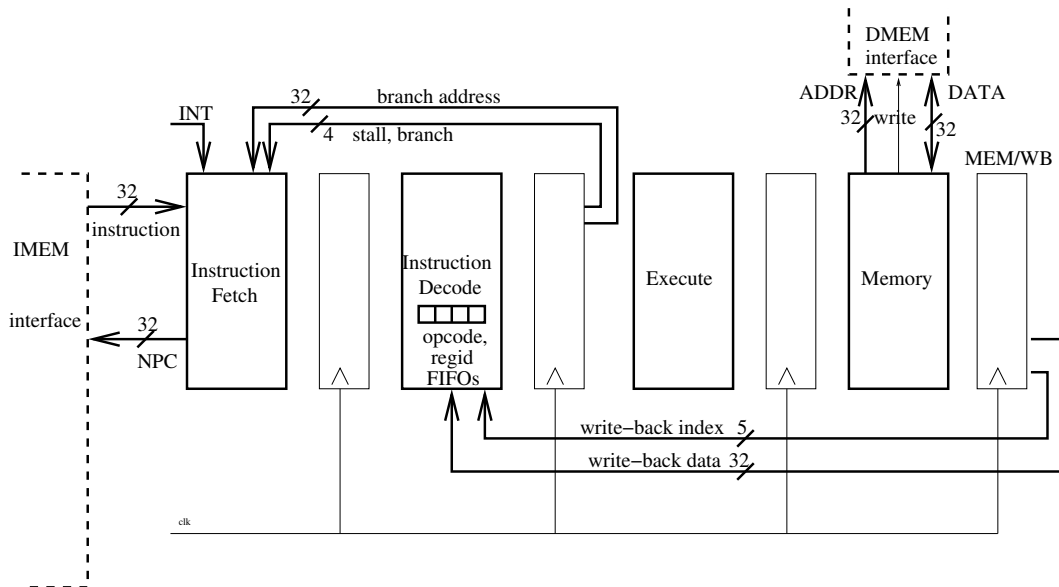 DMEM
interface
32
branch address
ADDR
DATA
INT
4
stall, branch
32
write
32
MEM/WB
32
instruction
IMEM
Instruction
Fetch
Instruction
Decode
Execute
Memory
interface
32
NPC
opcode,
regid
FIFOs
write−back index 5
write−back data 32
clk